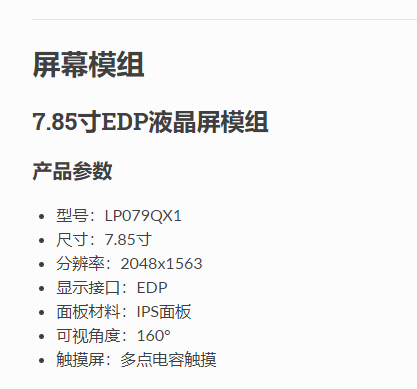 屏幕模组
7.85寸EDP液晶屏模组
产品参数
• 型号：LP079QX1
• 尺寸：7.85寸
• 分辨率：2048x1563
• 显示接口：EDP
• 面板材料：IPS面板
• 可视角度：160°
• 触摸屏：多点电容触摸